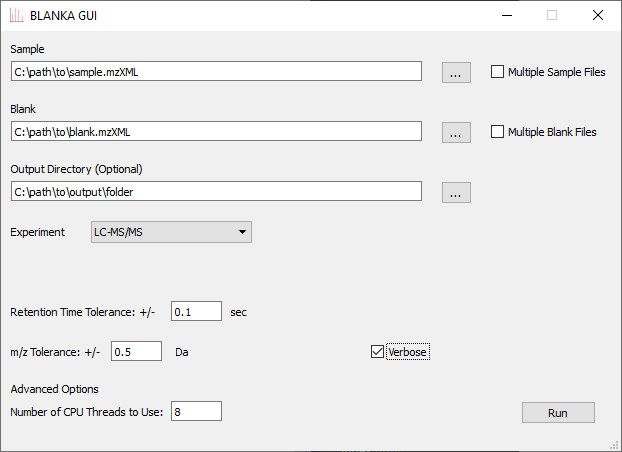 BLANKA GUI
Sample
C:\path\to\sample.mzXML
...
Multiple Sample Files
Blank
C:\path\to\blank.mzXML
...
Multiple Blank Files
Output Directory (Optional)
C:\path\to\output\folder
...
Experiment LC-MS/MS
Retention Time Tolerance: +/- 0.1 sec
m/z Tolerance: +/- 0.5 Da Verbose
Advanced Options
Number of CPU Threads to Use: 8 Run